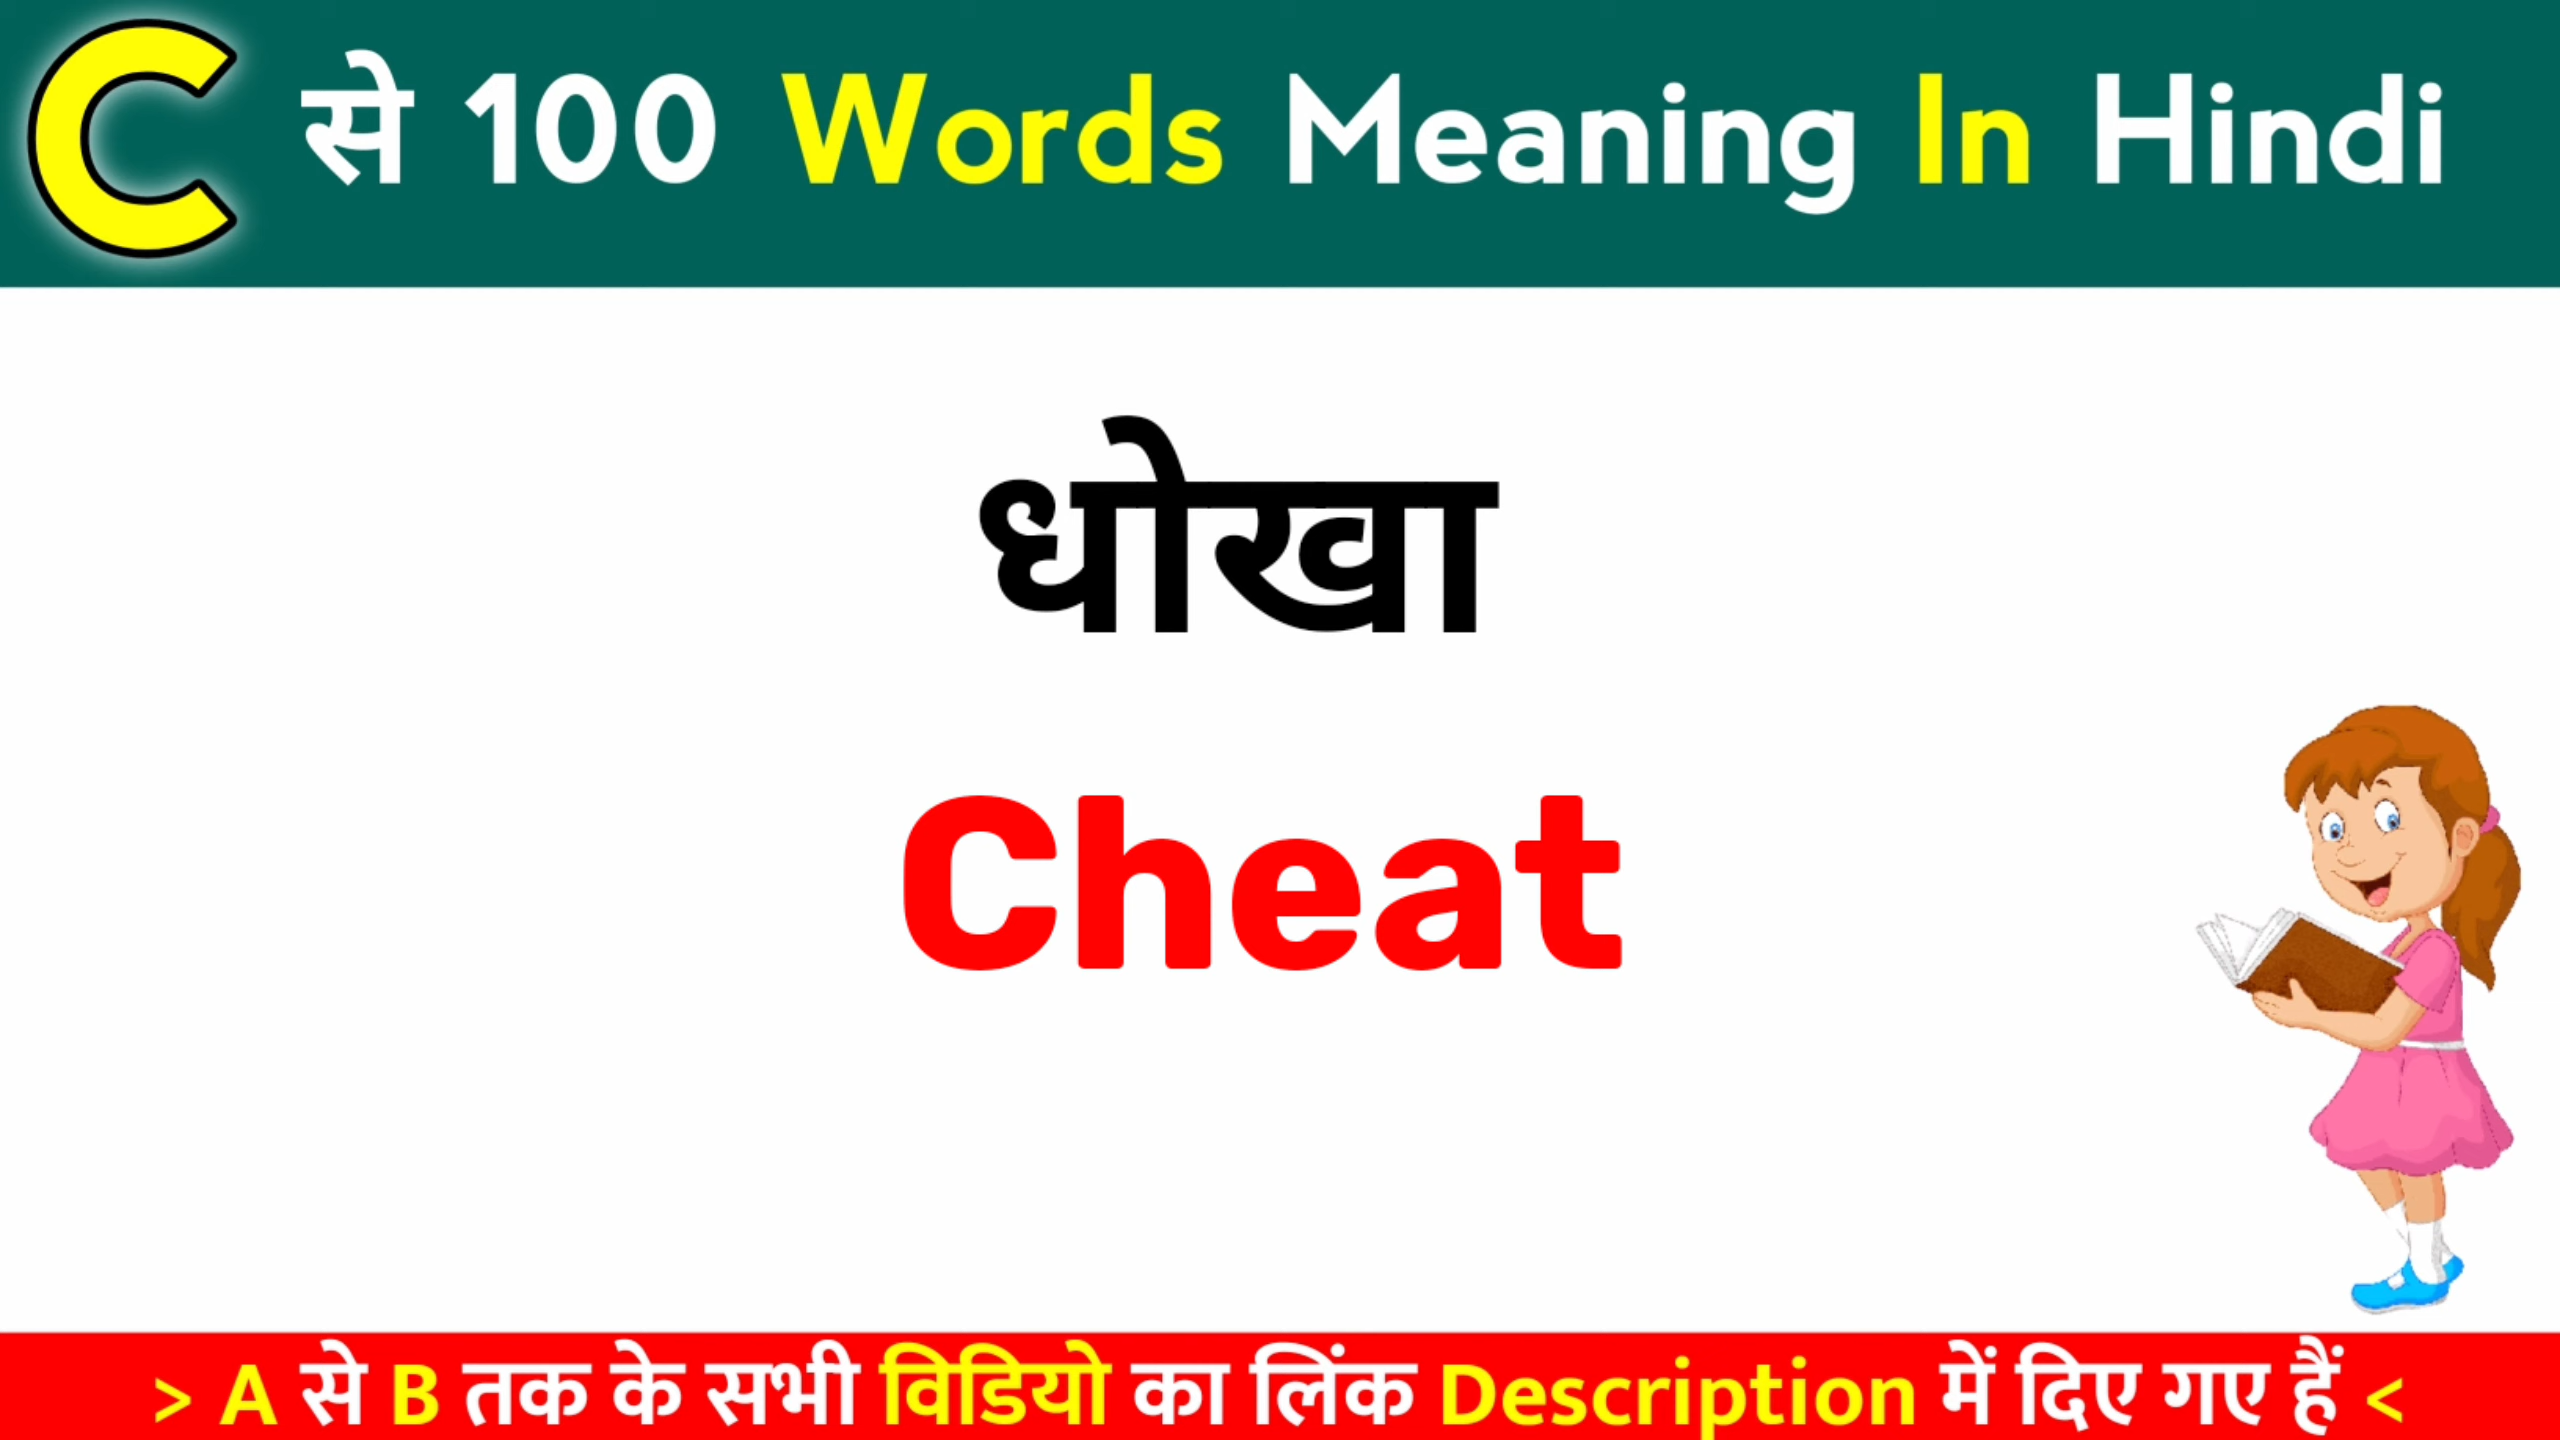 C से 100 Words Meaning In Hindi
धोखा
Cheat
> A से B तक के सभी विडियो का लिंक Description में दिए गए हैं <